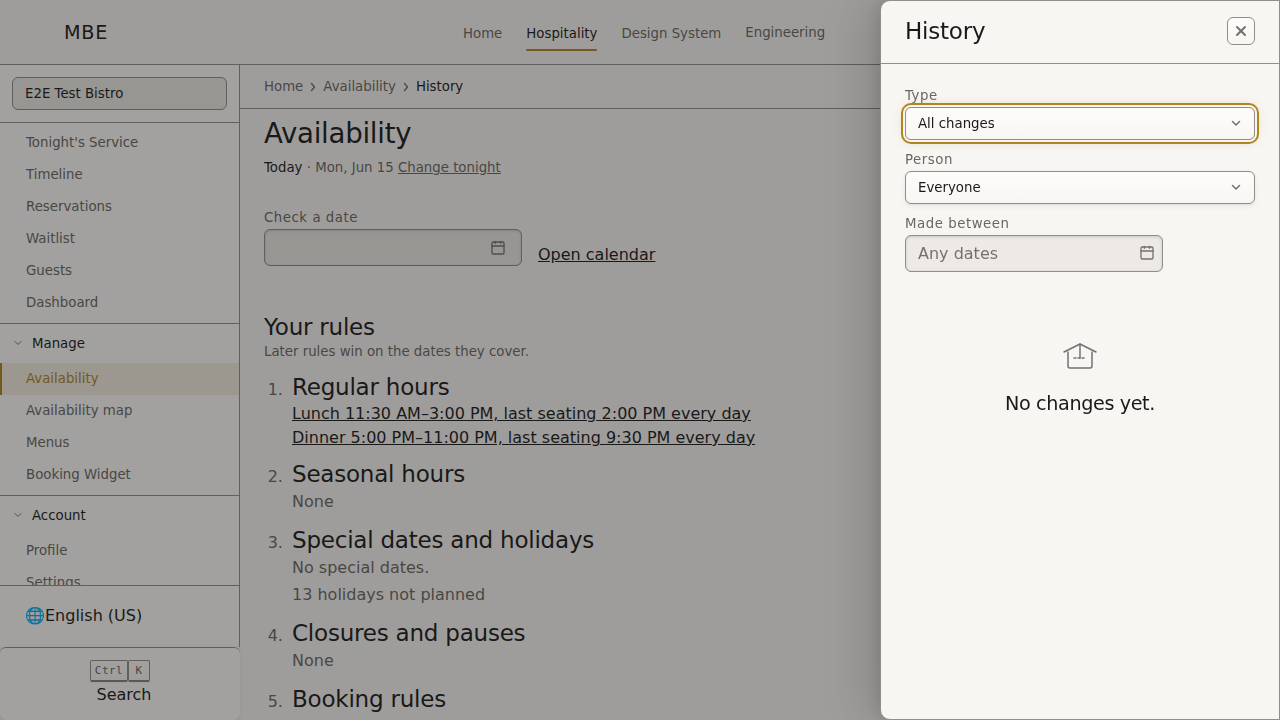 MBE
Home
Hospitality
Design System
Engineering
E2E Test Bistro
Tonight's Service
Timeline
Reservations
Waitlist
Guests
Dashboard
Manage
Availability
Availability map
Menus
Booking Widget
Account
Profile
Settings
🌐English (US)
Ctrl K
Search
Home › Availability › History
Availability
Today · Mon, Jun 15 Change tonight
Check a date
Open calendar
Your rules
Later rules win on the dates they cover.
1. Regular hours
Lunch 11:30 AM–3:00 PM, last seating 2:00 PM every day
Dinner 5:00 PM–11:00 PM, last seating 9:30 PM every day
2. Seasonal hours
None
3. Special dates and holidays
No special dates.
13 holidays not planned
4. Closures and pauses
None
5. Booking rules
History
Type
All changes
Person
Everyone
Made between
Any dates
No changes yet.